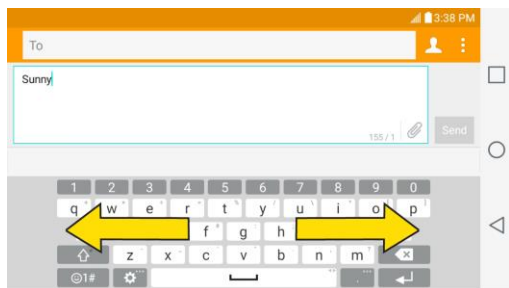 3:38 PM
To
Sunny
155 / 1
Send
1 2 3 4 5 6 7 8 9 0
q w e r t y u i o p
f g h
z x c v b n m
1#